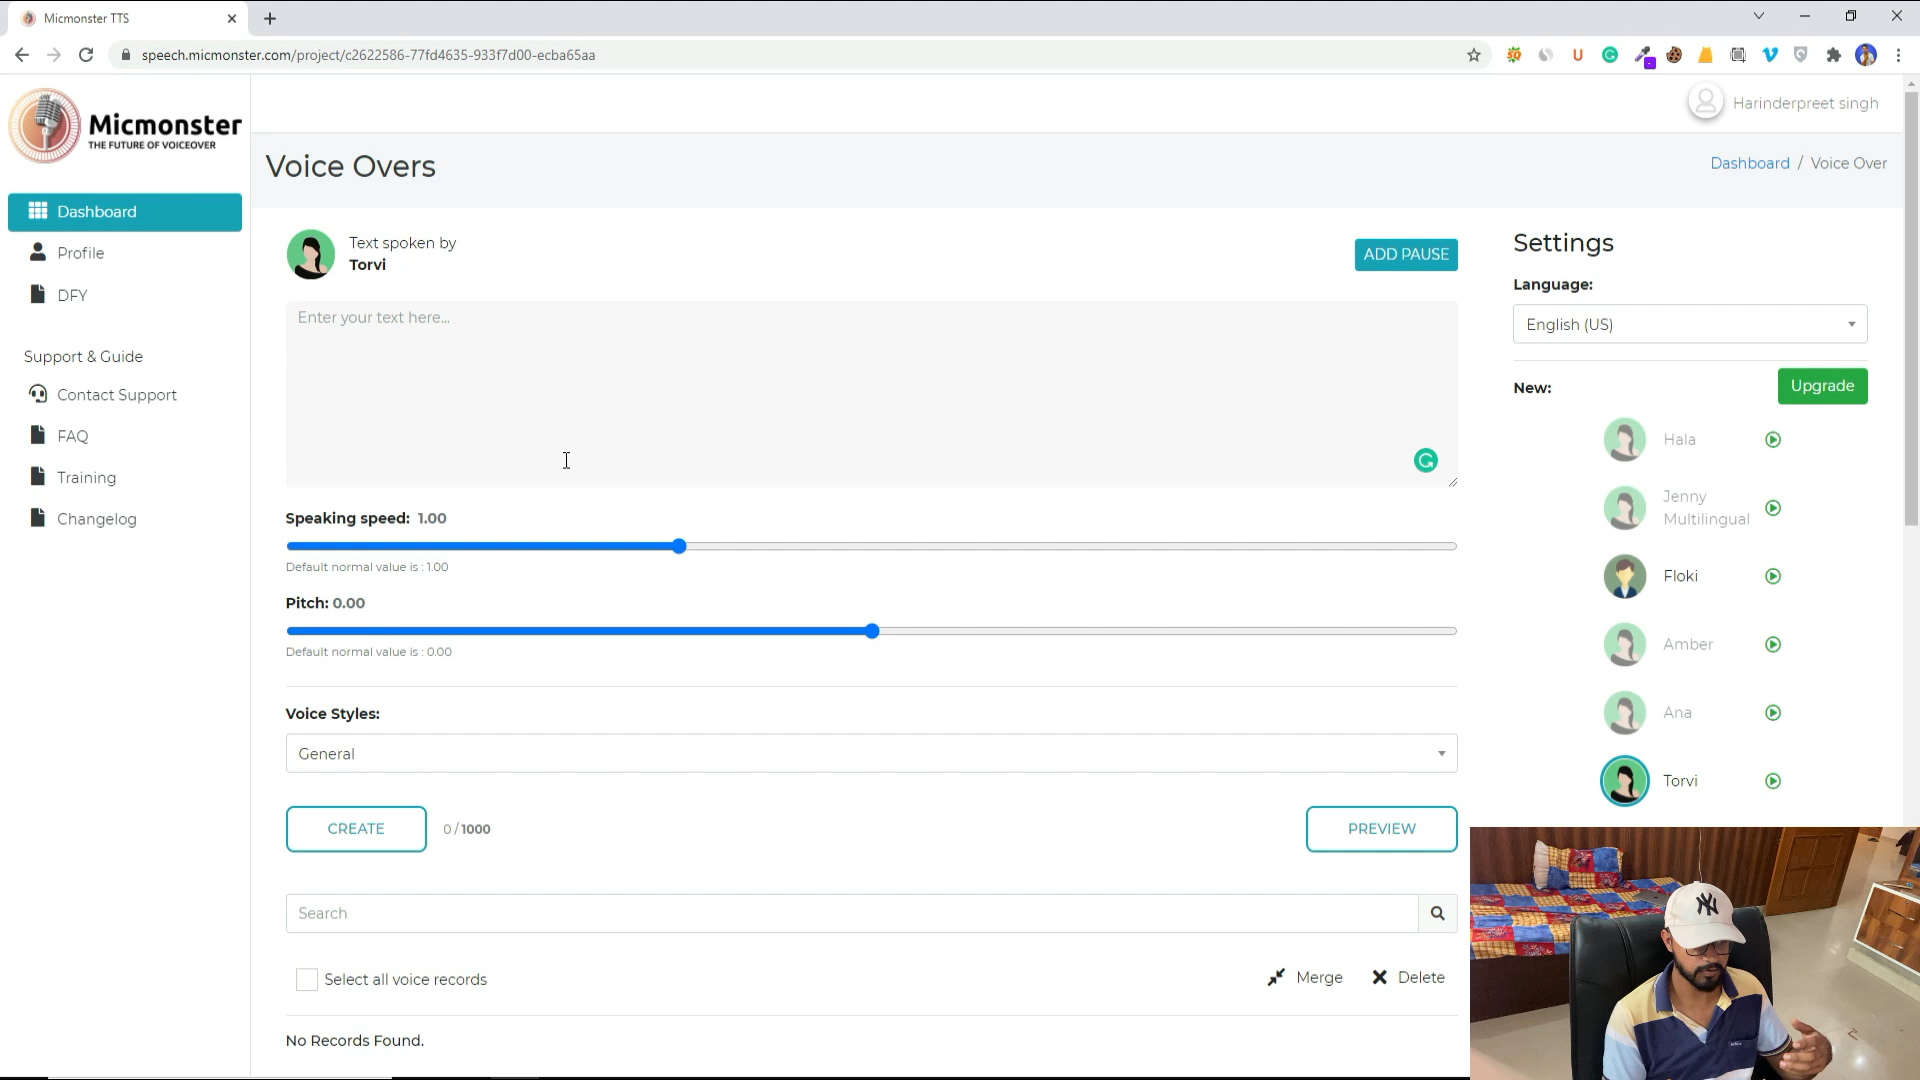 Micmonster TTS
speech.micmonster.com/project/c2622586-77fd4635-933f7d00-ecba65aa
Micmonster
THE FUTURE OF VOICEOVER
Harinderpreet singh
Voice Overs
Dashboard / Voice Over
Dashboard
Profile
DFY
Support & Guide
Contact Support
FAQ
Training
Changelog
Text spoken by
Torvi
ADD PAUSE
Enter your text here...
Speaking speed: 1.00
Default normal value is : 1.00
Pitch: 0.00
Default normal value is : 0.00
Voice Styles:
General
CREATE
0 / 1000
PREVIEW
Search
Select all voice records
Merge
Delete
No Records Found.
Settings
Language:
English (US)
New:
Upgrade
Hala
Jenny
Multilingual
Floki
Amber
Ana
Torvi
NY